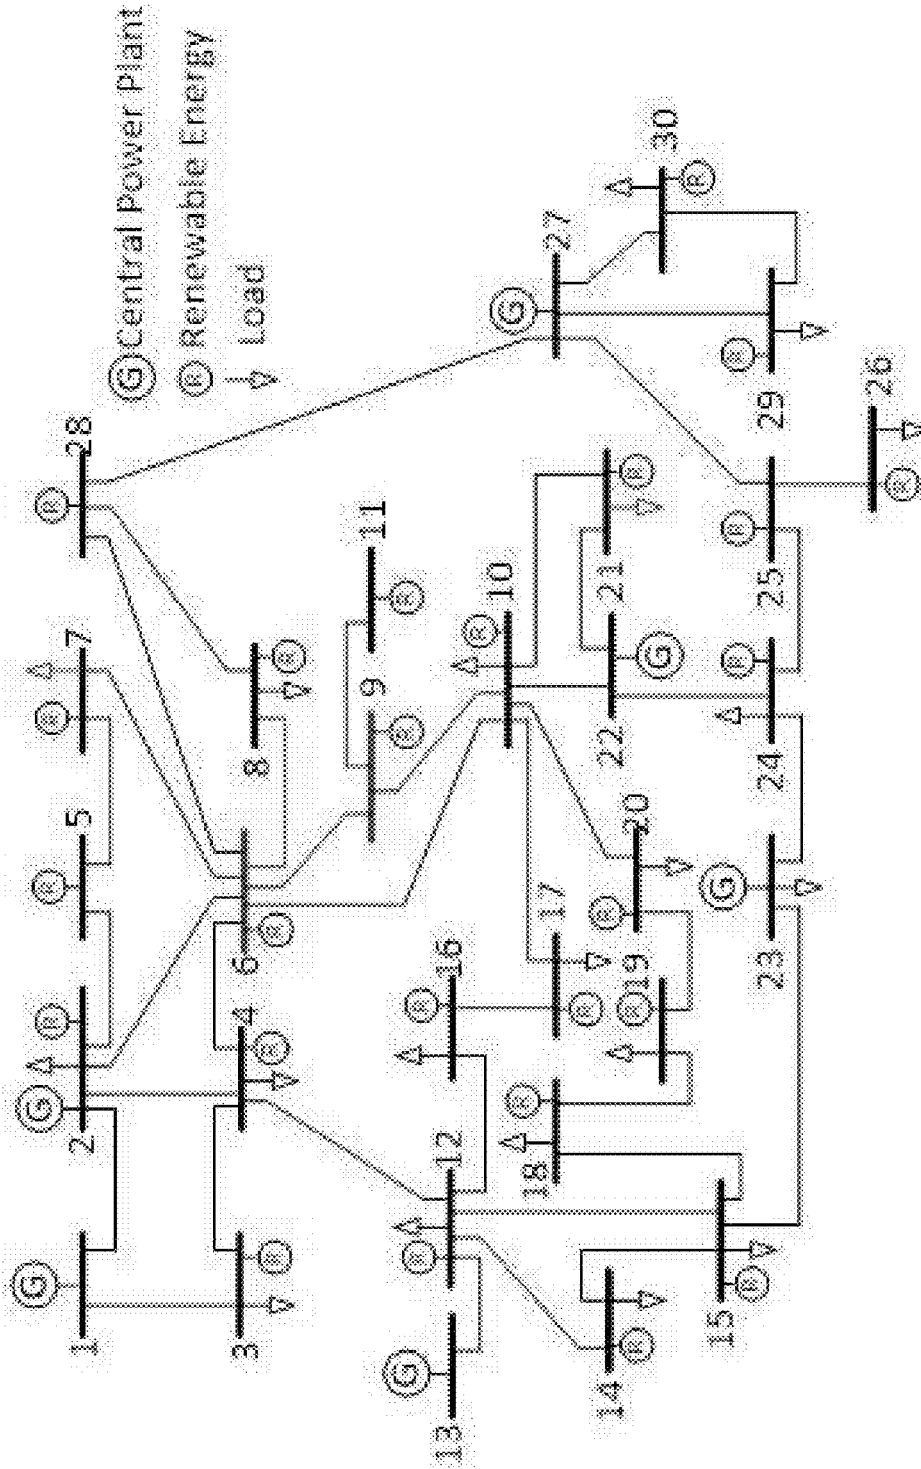 G Central Power Plant
R Renewable Energy
Load
G
1
G
2
R
R
5
R
7
R
28
3
R
4
R
6
R
8
R
9
R
11
R
G
13
R
12
R
16
10
R
G
27
18
R
R
17
14
R
R
19
R
20
22
G
21
R
30
R
15
R
23
G
24
R
25
R
29
R
26
R